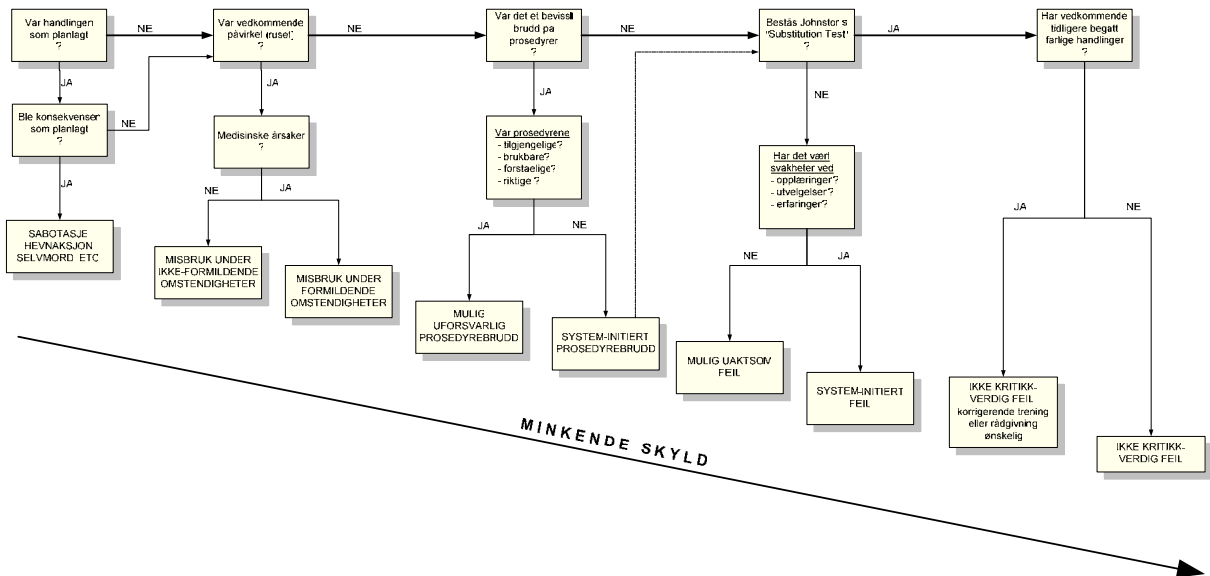 Var handlingen
som planlagt
?
NE
Var vedkommende
påvirket (ruset)
?
NE
Var det et bevisst
brudd pa
prosedyrer
?
NE
Bestås Johnstons
"Substitution Test"
?
JA
Har vedkommende
tidligere begatt
farlige handlinger
?
JA
Ble konsekvensen
som planlagt
?
NE
JA
SABOTASJE
HEVNAKSJON
SELVMORD ETC
JA
Medisinske årsaker
?
NE
JA
MISBRUK UNDER
IKKE-FORMILDENDE
OMSTENDIGHETER
MISBRUK UNDER
FORMILDENDE
OMSTENDIGHETER
JA
Var prosedyrene
- tilgjengelige?
- brukbare?
- forstaelige?
- riktige ?
JA
NE
MULIG
UFORSVARLIG
PROSEDYREBRUDD
SYSTEM-INITIERT
PROSEDYREBRUDD
NE
Har det vært
svakheter ved
- opplæringer?
- utvelgelser?
- erfaringer?
NE
JA
MULIG UAKTSOM
FEIL
SYSTEM-INITIERT
FEIL
JA
NE
IKKE KRITIKK-
VERDIG FEIL
korrigerende trening
eller rådgivning
ønskelig
IKKE KRITIKK-
VERDIG FEIL
MINKENDE SKYLD